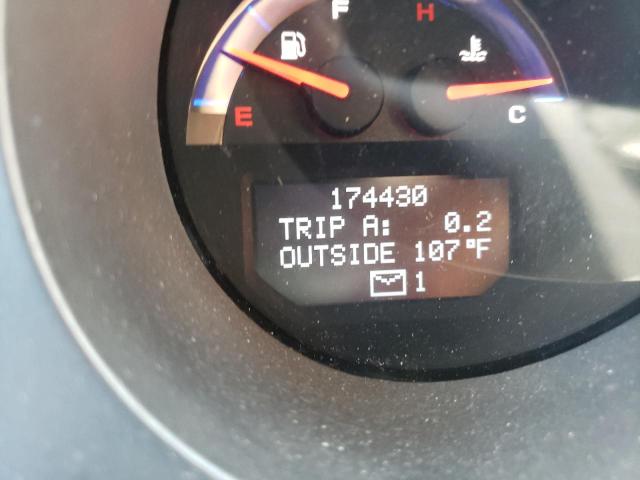 F H
E C
174430
TRIP A: 0.2
OUTSIDE 107°F
1